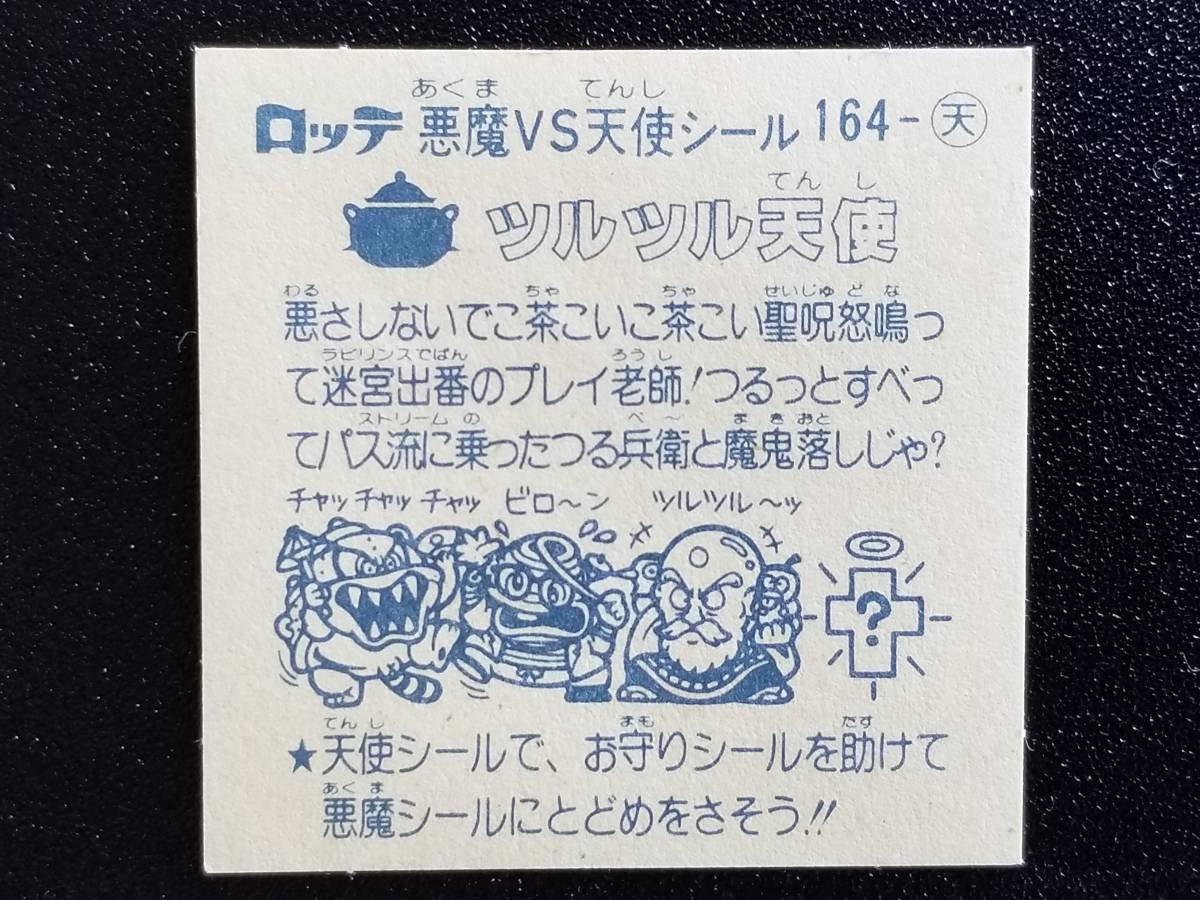 あくま てんし
ロッテ 悪魔VS天使シール 164-天
てんし
ツルツル天使
わる ちゃ ちゃ せいじゅどな
悪さしないでこ茶こいこ茶こい聖呪怒鳴っ
ラビリンスでばん ろうし
て迷宮出番のプレイ老師!つるっとすべっ
ストリーム の べ〜 まきおと
てパス流に乗ったつる兵衛と魔鬼落しじゃ?
チャッチャッチャッ ビロ〜ン ツルツル〜ッ
?
てんし まも たす
★天使シールで、お守りシールを助けて
あくま
悪魔シールにとどめをさそう!!